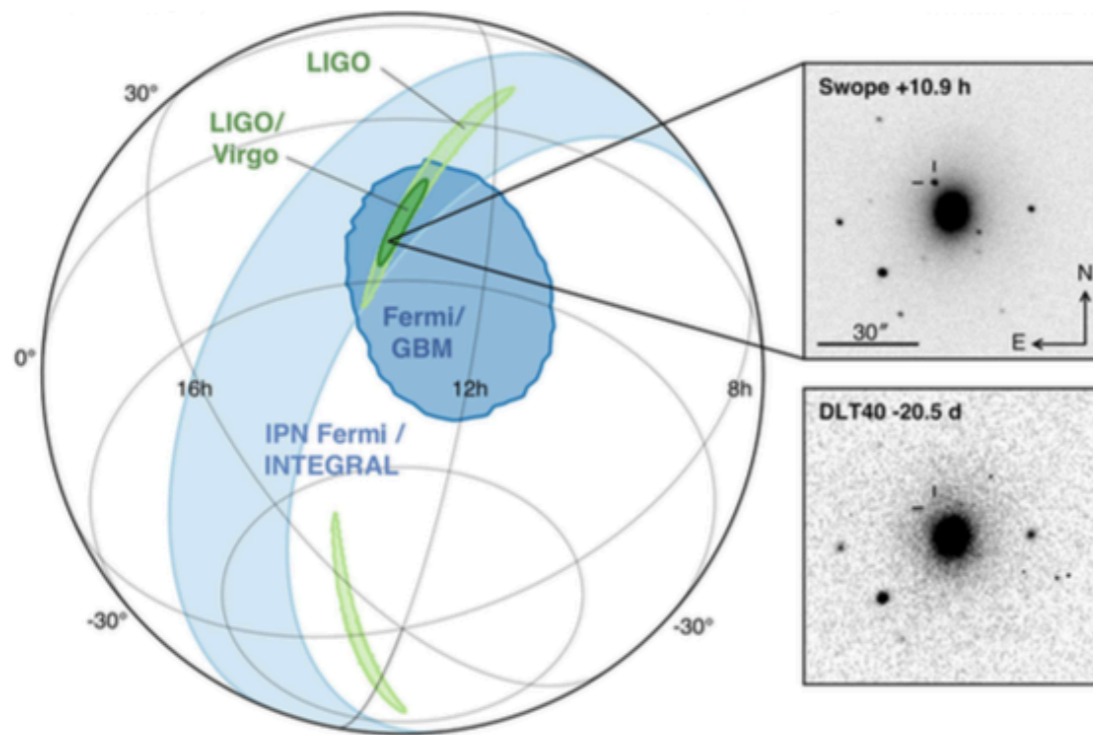 LIGO
30°
LIGO/
Virgo
Fermi/
GBM
0°
16h
12h
8h
IPN Fermi /
INTEGRAL
-30°
-30°
Swope +10.9 h
N
E
30″
DLT40 -20.5 d